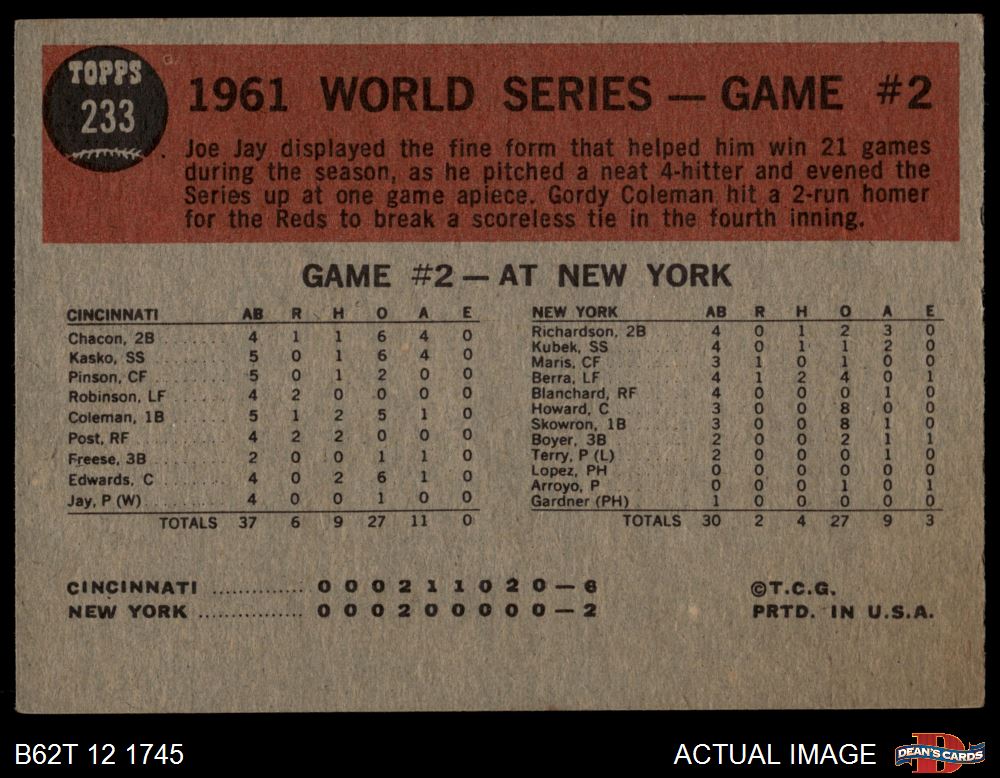 TOPPS
233
1961 WORLD SERIES — GAME #2
Joe Jay displayed the fine form that helped him win 21 games
during the season, as he pitched a neat 4-hitter and evened the
Series up at one game apiece. Gordy Coleman hit a 2-run homer
for the Reds to break a scoreless tie in the fourth inning.
GAME #2 — AT NEW YORK
CINCINNATI AB R H O A E
Chacon, 2B 4 1 1 6 4 0
Kasko, SS 5 0 1 6 4 0
Pinson, CF 5 0 1 2 0 0
Robinson, LF 4 2 0 0 0 0
Coleman, 1B 5 1 2 5 1 0
Post, RF 4 2 2 0 0 0
Freese, 3B 2 0 0 1 1 0
Edwards, C 4 0 2 6 1 0
Jay, P (W) 4 0 0 1 0 0
TOTALS 37 6 9 27 11 0
NEW YORK AB R H O A E
Richardson, 2B 4 0 1 2 3 0
Kubek, SS 4 0 1 1 2 0
Maris, CF 3 1 0 1 0 0
Berra, LF 4 1 2 4 0 1
Blanchard, RF 4 0 0 0 1 0
Howard, C 3 0 0 8 0 0
Skowron, 1B 3 0 0 8 1 0
Boyer, 3B 2 0 0 2 1 1
Terry, P (L) 2 0 0 0 1 0
Lopez, PH 0 0 0 0 0 0
Arroyo, P 0 0 0 1 0 1
Gardner (PH) 1 0 0 0 0 0
TOTALS 30 2 4 27 9 3
CINCINNATI .............. 0 0 0 2 1 1 0 2 0 — 6
NEW YORK ................ 0 0 0 2 0 0 0 0 0 — 2
©T.C.G.
PRTD. IN U.S.A.
B62T 12 1745
ACTUAL IMAGE
DEAN'S CARDS